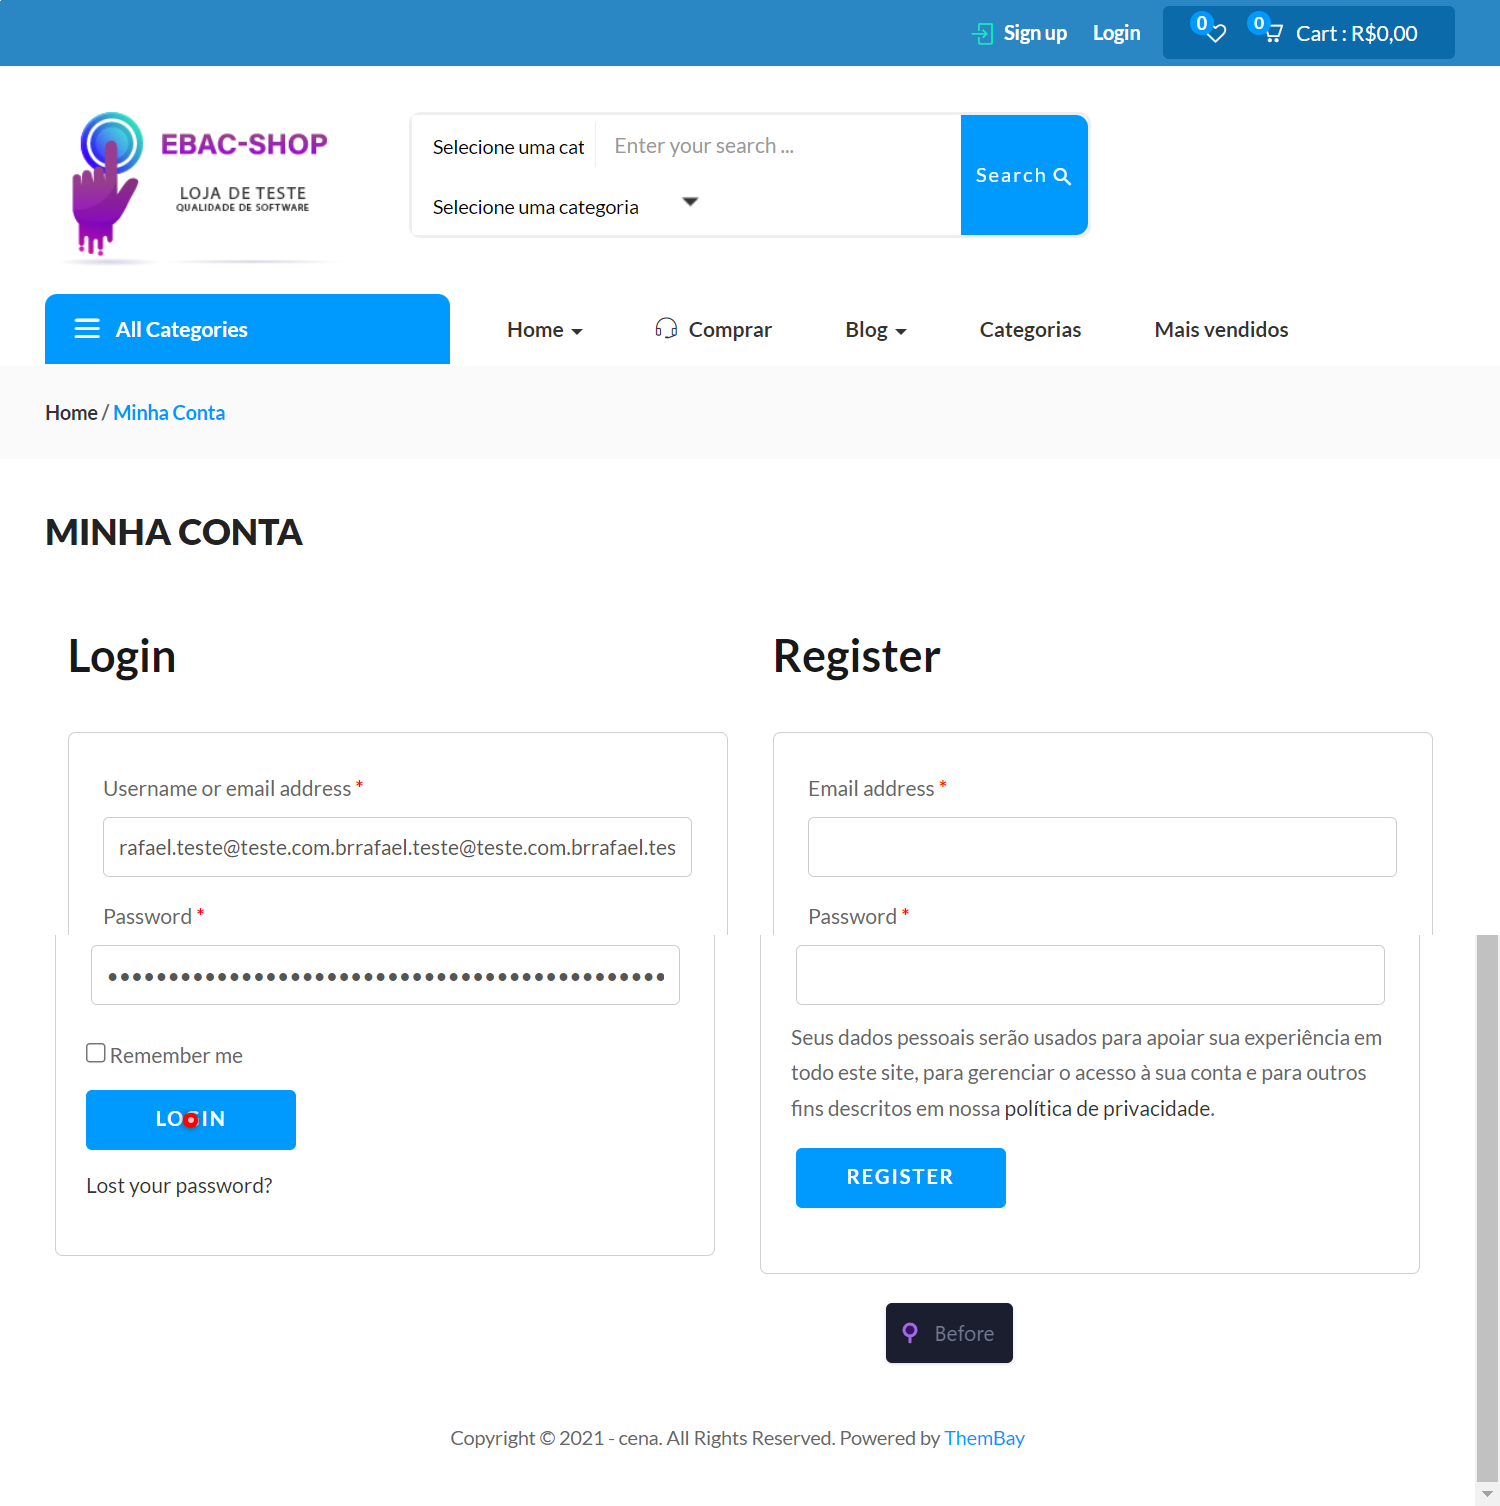 Sign up Login 0 0 Cart : R$0,00
EBAC-SHOP
LOJA DE TESTE
QUALIDADE DE SOFTWARE
Selecione uma cat Enter your search ...
Selecione uma categoria
Search
All Categories Home Comprar Blog Categorias Mais vendidos
Home / Minha Conta
MINHA CONTA
Login
Username or email address *
rafael.teste@teste.com.brrafael.teste@teste.com.brrafael.tes
Password *
Remember me
LOGIN
Lost your password?
Register
Email address *
Password *
Seus dados pessoais serão usados para apoiar sua experiência em
todo este site, para gerenciar o acesso à sua conta e para outros
fins descritos em nossa política de privacidade.
REGISTER
Before
Copyright © 2021 - cena. All Rights Reserved. Powered by ThemBay